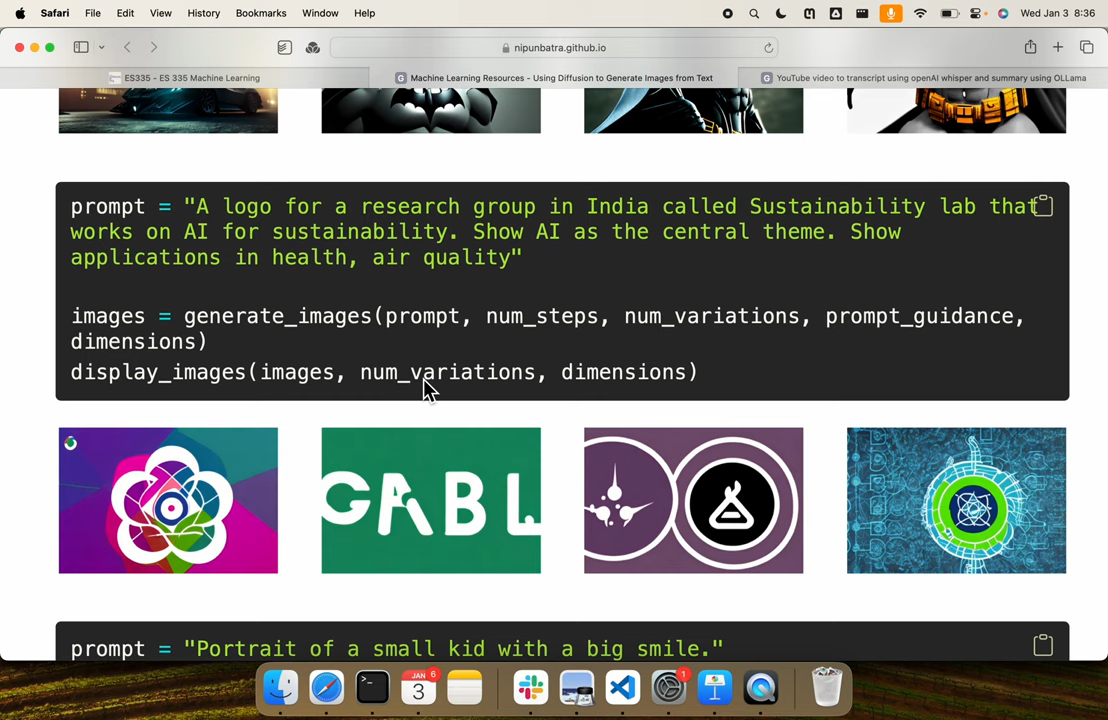 Safari File Edit View History Bookmarks Window Help Wed Jan 3 8:36
nipunbatra.github.io
ES335 - ES 335 Machine Learning
Machine Learning Resources - Using Diffusion to Generate Images from Text
YouTube video to transcript using openAI whisper and summary using OLLama
prompt = "A logo for a research group in India called Sustainability lab that
works on AI for sustainability. Show AI as the central theme. Show
applications in health, air quality"
images = generate_images(prompt, num_steps, num_variations, prompt_guidance,
dimensions)
display_images(images, num_variations, dimensions)
GABL
prompt = "Portrait of a small kid with a big smile."
JAN 6
3
1